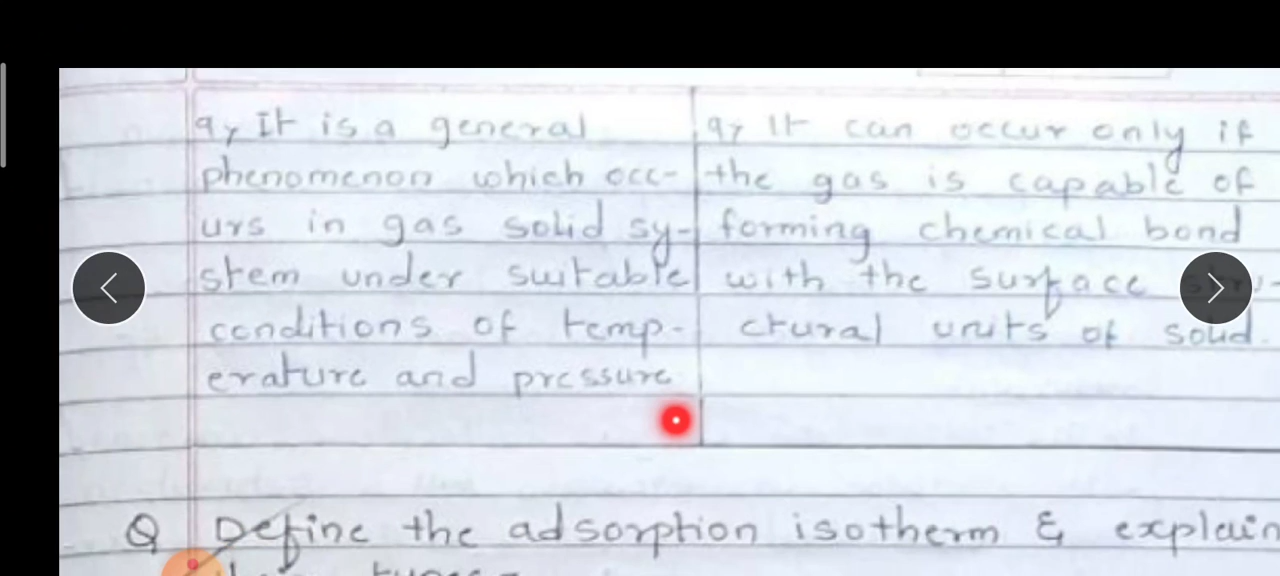 9, It is a general
phenomenon which occ-
urs in gas solid sy-
stem under suitable
conditions of temp-
erature and pressure
9, It can occur only if
the gas is capable of
forming chemical bond
with the surface
ctural units of solid.
Q Define the adsorption isotherm & explain